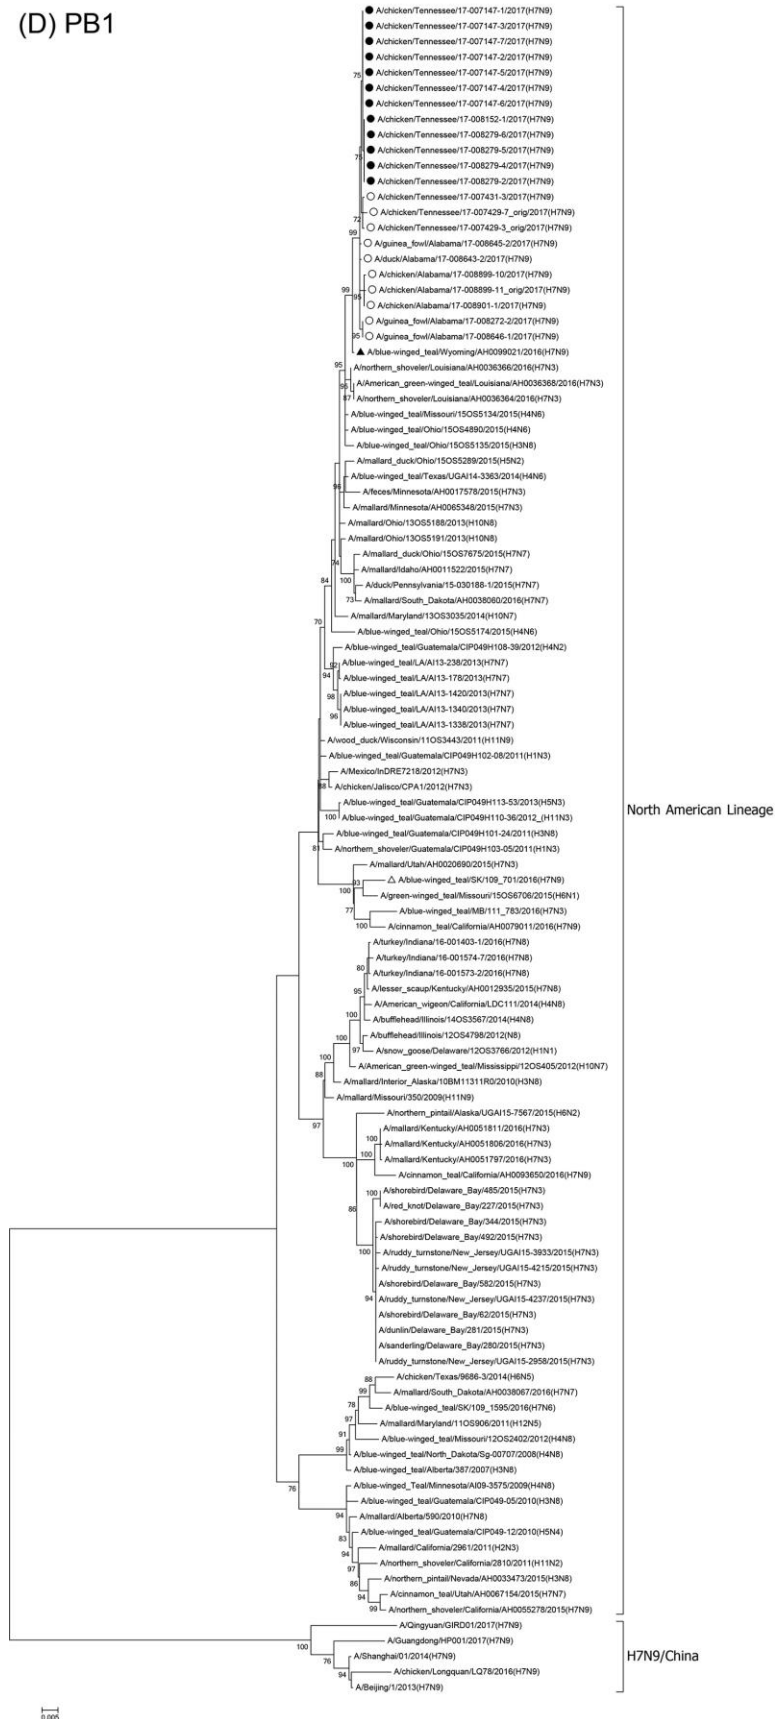 (D) PB1
A/chicken/Tennessee/17-007147-1/2017(H7N9)
A/chicken/Tennessee/17-007147-3/2017(H7N9)
A/chicken/Tennessee/17-007147-7/2017(H7N9)
A/chicken/Tennessee/17-007147-2/2017(H7N9)
75
A/chicken/Tennessee/17-007147-5/2017(H7N9)
A/chicken/Tennessee/17-007147-4/2017(H7N9)
A/chicken/Tennessee/17-007147-6/2017(H7N9)
A/chicken/Tennessee/17-008152-1/2017(H7N9)
A/chicken/Tennessee/17-008279-6/2017(H7N9)
A/chicken/Tennessee/17-008279-5/2017(H7N9)
75
A/chicken/Tennessee/17-008279-4/2017(H7N9)
A/chicken/Tennessee/17-008279-2/2017(H7N9)
A/chicken/Tennessee/17-007431-3/2017(H7N9)
A/chicken/Tennessee/17-007429-7_orig/2017(H7N9)
72
A/chicken/Tennessee/17-007429-3_orig/2017(H7N9)
99
A/guinea_fowl/Alabama/17-008645-2/2017(H7N9)
A/duck/Alabama/17-008643-2/2017(H7N9)
A/chicken/Alabama/17-008899-10/2017(H7N9)
99
A/chicken/Alabama/17-008899-11_orig/2017(H7N9)
95
A/chicken/Alabama/17-008901-1/2017(H7N9)
A/guinea_fowl/Alabama/17-008272-2/2017(H7N9)
95
A/guinea_fowl/Alabama/17-008646-1/2017(H7N9)
A/blue-winged_teal/Wyoming/AH0099021/2016(H7N9)
95
A/northern_shoveler/Louisiana/AH0036366/2016(H7N3)
95
A/American_green-winged_teal/Louisiana/AH0036368/2016(H7N3)
87
A/northern_shoveler/Louisiana/AH0036364/2016(H7N3)
A/blue-winged_teal/Missouri/15OS5134/2015(H4N6)
A/blue-winged_teal/Ohio/15OS4890/2015(H4N6)
A/blue-winged_teal/Ohio/15OS5135/2015(H3N8)
A/mallard_duck/Ohio/15OS5289/2015(H5N2)
A/blue-winged_teal/Texas/UGAI14-3363/2014(H4N6)
96
A/feces/Minnesota/AH0017578/2015(H7N3)
A/mallard/Minnesota/AH0065348/2015(H7N3)
A/mallard/Ohio/13OS5188/2013(H10N8)
A/mallard/Ohio/13OS5191/2013(H10N8)
74
A/mallard_duck/Ohio/15OS7675/2015(H7N7)
A/mallard/Idaho/AH0011522/2015(H7N7)
84
100
A/duck/Pennsylvania/15-030188-1/2015(H7N7)
73
A/mallard/South_Dakota/AH0038060/2016(H7N7)
A/mallard/Maryland/13OS3035/2014(H10N7)
70
A/blue-winged_teal/Ohio/15OS5174/2015(H4N6)
A/blue-winged_teal/Guatemala/CIP049H108-39/2012(H4N2)
92
A/blue-winged_teal/LA/AI13-238/2013(H7N7)
94
A/blue-winged_teal/LA/AI13-178/2013(H7N7)
98
A/blue-winged_teal/LA/AI13-1420/2013(H7N7)
A/blue-winged_teal/LA/AI13-1340/2013(H7N7)
96
A/blue-winged_teal/LA/AI13-1338/2013(H7N7)
A/wood_duck/Wisconsin/11OS3443/2011(H11N9)
A/blue-winged_teal/Guatemala/CIP049H102-08/2011(H1N3)
A/Mexico/InDRE7218/2012(H7N3)
88
A/chicken/Jalisco/CPA1/2012(H7N3)
A/blue-winged_teal/Guatemala/CIP049H113-53/2013(H5N3)
North American Lineage
100
A/blue-winged_teal/Guatemala/CIP049H110-36/2012_(H11N3)
A/blue-winged_teal/Guatemala/CIP049H101-24/2011(H3N8)
81
A/northern_shoveler/Guatemala/CIP049H103-05/2011(H1N3)
A/mallard/Utah/AH0020690/2015(H7N3)
93
A/blue-winged_teal/SK/109_701/2016(H7N9)
100
A/green-winged_teal/Missouri/15OS6706/2015(H6N1)
77
A/blue-winged_teal/MB/111_783/2016(H7N3)
100
A/cinnamon_teal/California/AH0079011/2016(H7N9)
A/turkey/Indiana/16-001403-1/2016(H7N8)
A/turkey/Indiana/16-001574-7/2016(H7N8)
80
A/turkey/Indiana/16-001573-2/2016(H7N8)
95
A/lesser_scaup/Kentucky/AH0012935/2015(H7N8)
A/American_wigeon/California/LDC111/2014(H4N8)
100
A/bufflehead/Illinois/14OS3567/2014(H4N8)
100
A/bufflehead/Illinois/12OS4798/2012(N8)
97
A/snow_goose/Delaware/12OS3766/2012(H1N1)
100
A/American_green-winged_teal/Mississippi/12OS405/2012(H10N7)
88
A/mallard/Interior_Alaska/10BM11311R0/2010(H3N8)
A/mallard/Missouri/350/2009(H11N9)
97
A/northern_pintail/Alaska/UGAI15-7567/2015(H6N2)
A/mallard/Kentucky/AH0051811/2016(H7N3)
100
A/mallard/Kentucky/AH0051806/2016(H7N3)
100
100
A/mallard/Kentucky/AH0051797/2016(H7N3)
A/cinnamon_teal/California/AH0093650/2016(H7N9)
100
A/shorebird/Delaware_Bay/485/2015(H7N3)
86
A/red_knot/Delaware_Bay/227/2015(H7N3)
A/shorebird/Delaware_Bay/344/2015(H7N3)
A/shorebird/Delaware_Bay/492/2015(H7N3)
100
A/ruddy_turnstone/New_Jersey/UGAI15-3933/2015(H7N3)
A/ruddy_turnstone/New_Jersey/UGAI15-4215/2015(H7N3)
A/shorebird/Delaware_Bay/582/2015(H7N3)
94
A/ruddy_turnstone/New_Jersey/UGAI15-4237/2015(H7N3)
A/shorebird/Delaware_Bay/62/2015(H7N3)
A/dunlin/Delaware_Bay/281/2015(H7N3)
A/sanderling/Delaware_Bay/280/2015(H7N3)
A/ruddy_turnstone/New_Jersey/UGAI15-2958/2015(H7N3)
88
A/chicken/Texas/9686-3/2014(H6N5)
99
A/mallard/South_Dakota/AH0038067/2016(H7N7)
78
A/blue-winged_teal/SK/109_1595/2016(H7N6)
97
A/mallard/Maryland/11OS906/2011(H12N5)
91
A/blue-winged_teal/Missouri/12OS2402/2012(H4N8)
99
A/blue-winged_teal/North_Dakota/Sg-00707/2008(H4N8)
A/blue-winged_teal/Alberta/387/2007(H3N8)
76
A/blue-winged_Teal/Minnesota/AI09-3575/2009(H4N8)
A/blue-winged_teal/Guatemala/CIP049-05/2010(H3N8)
94
A/mallard/Alberta/590/2010(H7N8)
83
A/blue-winged_teal/Guatemala/CIP049-12/2010(H5N4)
94
A/mallard/California/2961/2011(H2N3)
97
A/northern_shoveler/California/2810/2011(H11N2)
86
A/northern_pintail/Nevada/AH0033473/2015(H3N8)
94
A/cinnamon_teal/Utah/AH0067154/2015(H7N7)
99
A/northern_shoveler/California/AH0055278/2015(H7N9)
A/Qingyuan/GIRD01/2017(H7N9)
100
A/Guangdong/HP001/2017(H7N9)
76
A/Shanghai/01/2014(H7N9)
H7N9/China
94
A/chicken/Longquan/LQ78/2016(H7N9)
A/Beijing/1/2013(H7N9)
0.005